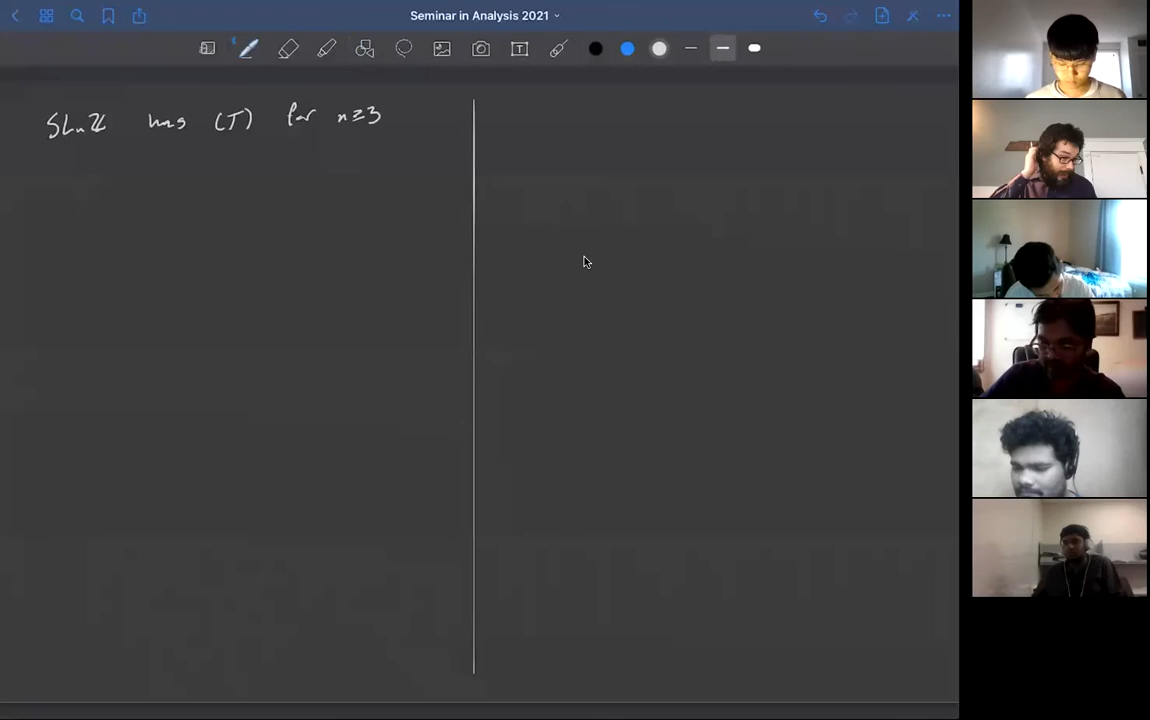 Seminar in Analysis 2021
SLnℤ has (T) for n≥3